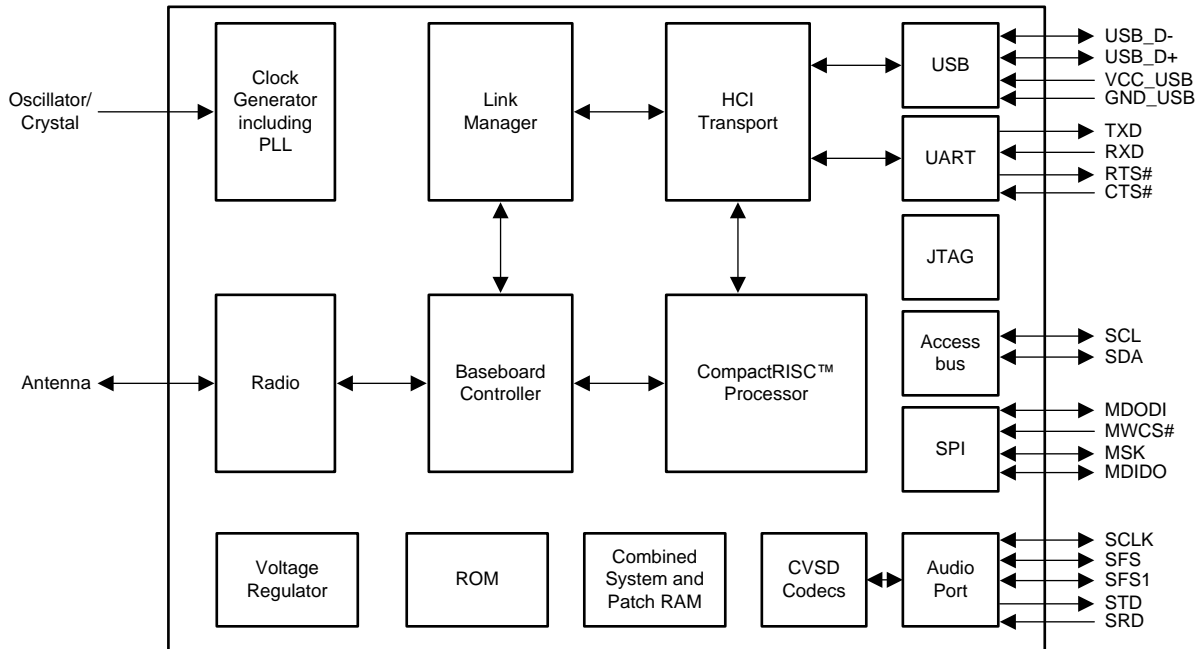 Oscillator/
Crystal
Clock
Generator
including
PLL
Link
Manager
HCI
Transport
USB
USB_D-
USB_D+
VCC_USB
GND_USB
UART
TXD
RXD
RTS#
CTS#
JTAG
Antenna
Radio
Baseboard
Controller
CompactRISC™
Processor
Access
bus
SCL
SDA
SPI
MDODI
MWCS#
MSK
MDIDO
Voltage
Regulator
ROM
Combined
System and
Patch RAM
CVSD
Codecs
Audio
Port
SCLK
SFS
SFS1
STD
SRD